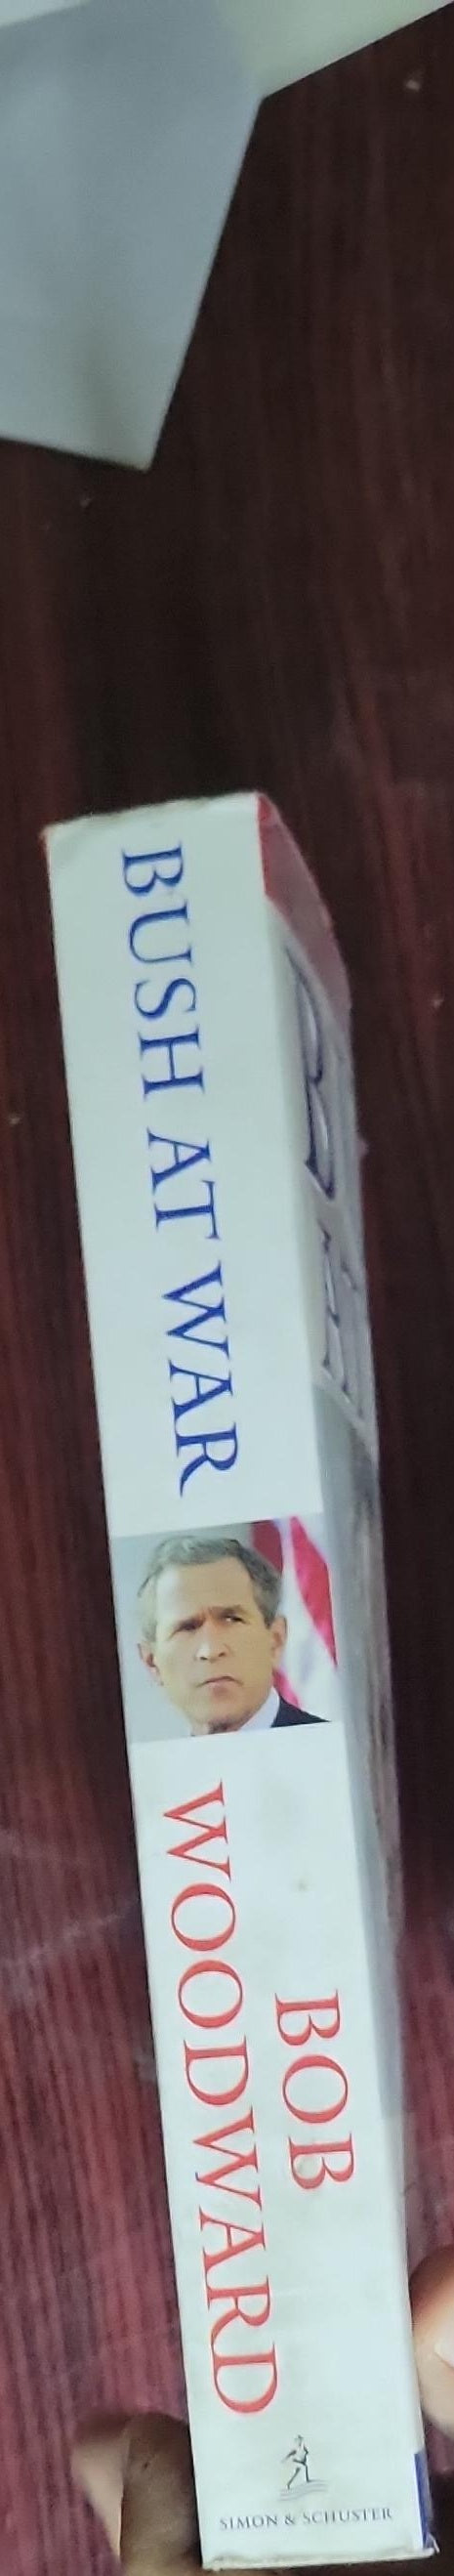 BUSH AT WAR
BOB
WOODWARD
SIMON & SCHUSTER